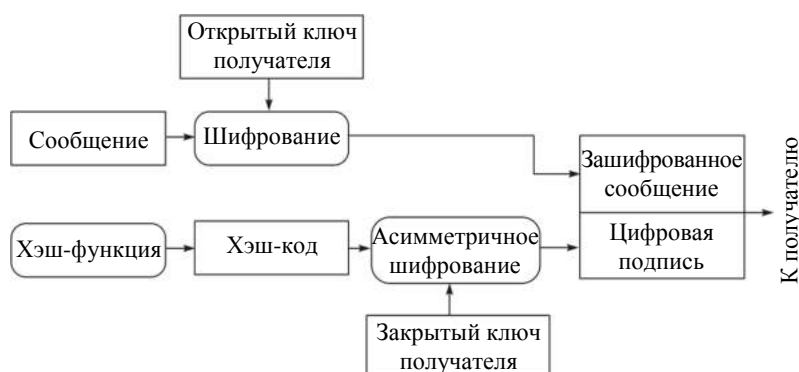 Открытый ключ
получателя
Сообщение
Шифрование
Зашифрованное
сообщение
Хэш-функция
Хэш-код
Асимметричное
шифрование
Цифровая
подпись
Закрытый ключ
получателя
К получателю